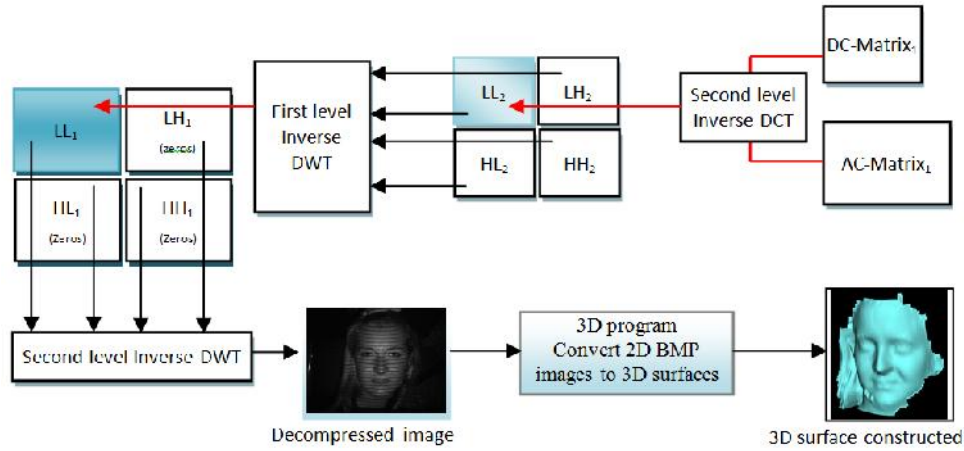 DC-Matrix1
Second level
Inverse DCT
AC-Matrix1
LL2
LH2
HL2
HH2
First level
Inverse
DWT
LL1
LH1
(zeros)
HL1
(Zeros)
HH1
(Zeros)
Second level Inverse DWT
Decompressed image
3D program
Convert 2D BMP
images to 3D surfaces
3D surface constructed